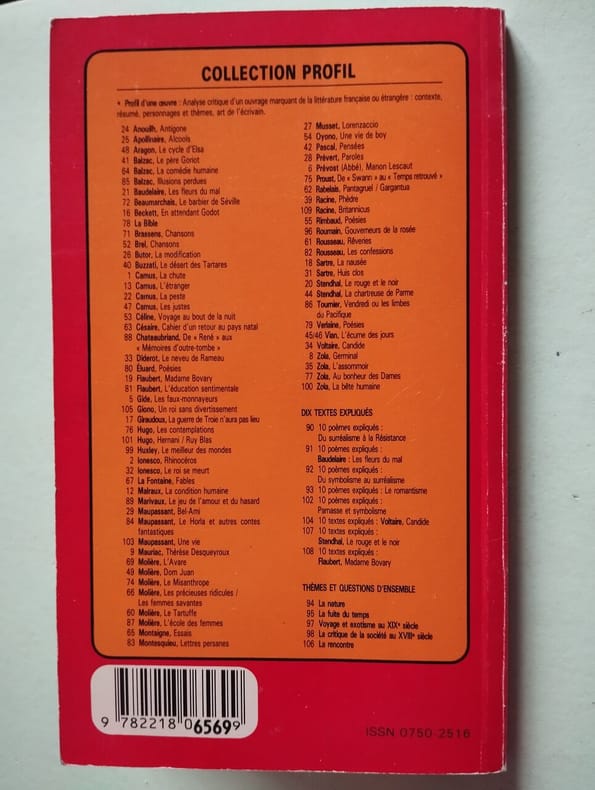 COLLECTION PROFIL
* Profil d'une œuvre : Analyse critique d'un ouvrage marquant de la littérature française ou étrangère : contexte,
résumé, personnages et thèmes, art de l'écrivain.
24 Anouilh, Antigone
25 Apollinaire, Alcools
48 Aragon, Le cycle d'Elsa
41 Balzac, Le père Goriot
64 Balzac, La comédie humaine
85 Balzac, Illusions perdues
21 Baudelaire, Les fleurs du mal
72 Beaumarchais, Le barbier de Séville
16 Beckett, En attendant Godot
78 La Bible
71 Brassens, Chansons
52 Brel, Chansons
26 Butor, La modification
40 Buzzati, Le désert des Tartares
1 Camus, La chute
13 Camus, L'étranger
22 Camus, La peste
47 Camus, Les justes
53 Céline, Voyage au bout de la nuit
63 Césaire, Cahier d'un retour au pays natal
88 Chateaubriand, De « René » aux
« Mémoires d'outre-tombe »
33 Diderot, Le neveu de Rameau
80 Éluard, Poésies
19 Flaubert, Madame Bovary
81 Flaubert, L'éducation sentimentale
5 Gide, Les faux-monnayeurs
105 Giono, Un roi sans divertissement
17 Giraudoux, La guerre de Troie n'aura pas lieu
76 Hugo, Les contemplations
101 Hugo, Hernani / Ruy Blas
99 Huxley, Le meilleur des mondes
2 Ionesco, Rhinocéros
32 Ionesco, Le roi se meurt
67 La Fontaine, Fables
12 Malraux, La condition humaine
89 Marivaux, Le jeu de l'amour et du hasard
29 Maupassant, Bel-Ami
84 Maupassant, Le Horla et autres contes
fantastiques
103 Maupassant, Une vie
9 Mauriac, Thérèse Desqueyroux
69 Molière, L'Avare
49 Molière, Dom Juan
74 Molière, Le Misanthrope
66 Molière, Les précieuses ridicules /
Les femmes savantes
60 Molière, Le Tartuffe
87 Molière, L'école des femmes
65 Montaigne, Essais
83 Montesquieu, Lettres persanes
27 Musset, Lorenzaccio
54 Oyono, Une vie de boy
42 Pascal, Pensées
28 Prévert, Paroles
6 Prévost (Abbé), Manon Lescaut
75 Proust, De « Swann » au « Temps retrouvé »
62 Rabelais, Pantagruel / Gargantua
39 Racine, Phèdre
109 Racine, Britannicus
55 Rimbaud, Poésies
96 Roumain, Gouverneurs de la rosée
61 Rousseau, Rêveries
82 Rousseau, Les confessions
18 Sartre, La nausée
31 Sartre, Huis clos
20 Stendhal, Le rouge et le noir
44 Stendhal, La chartreuse de Parme
86 Tournier, Vendredi ou les limbes
du Pacifique
79 Verlaine, Poésies
45/46 Vian, L'écume des jours
34 Voltaire, Candide
8 Zola, Germinal
35 Zola, L'assommoir
77 Zola, Au bonheur des Dames
100 Zola, La bête humaine
DIX TEXTES EXPLIQUÉS
90 10 poèmes expliqués :
Du surréalisme à la Résistance
91 10 poèmes expliqués :
Baudelaire : Les fleurs du mal
92 10 poèmes expliqués :
Du symbolisme au surréalisme
93 10 poèmes expliqués : Le romantisme
102 10 poèmes expliqués :
Parnasse et symbolisme
104 10 textes expliqués : Voltaire, Candide
107 10 textes expliqués :
Stendhal, Le rouge et le noir
108 10 textes expliqués :
Flaubert, Madame Bovary
THÈMES ET QUESTIONS D'ENSEMBLE
94 La nature
95 La fuite du temps
97 Voyage et exotisme au XIXe siècle
98 La critique de la société au XVIIIe siècle
106 La rencontre
9 782218 065699
ISSN 0750-2516